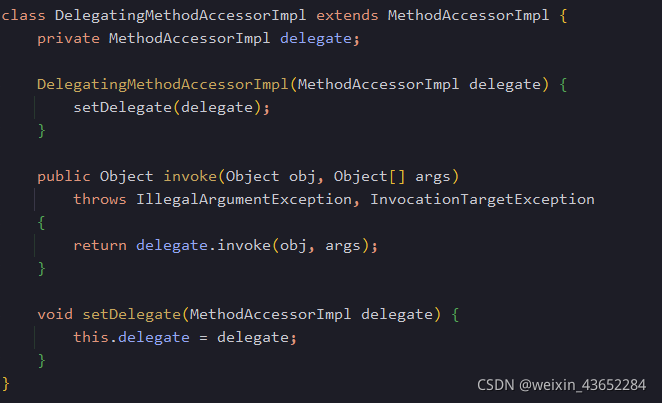 class DelegatingMethodAccessorImpl extends MethodAccessorImpl {
    private MethodAccessorImpl delegate;

    DelegatingMethodAccessorImpl(MethodAccessorImpl delegate) {
        setDelegate(delegate);
    }

    public Object invoke(Object obj, Object[] args)
        throws IllegalArgumentException, InvocationTargetException
    {
        return delegate.invoke(obj, args);
    }

    void setDelegate(MethodAccessorImpl delegate) {
        this.delegate = delegate;
    }
}
CSDN @weixin_43652284